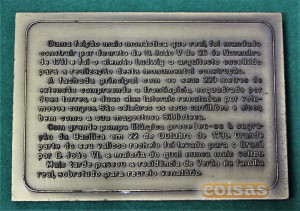 Duma feição mais monástica que real, foi mandado
construir por decreto de D. João V de 26 de Novembro
de 1711 e foi o alemão Ludwig o arquitecto escolhido
para a realização desta monumental construção.
A fachada principal com os seus 220 metros de
extensão compreende o frontispício, enquadrado por
duas torres e duas alas laterais rematadas por vo-
lumosos corpos. São célebres os seus carrilhões e sinos,
bem como a sua magestosa Biblioteca.
Com grande pompa litúrgica procedeu-se à sagra-
ção da Basílica em 22 de Outubro de 1730. Grande
parte do seu valioso recheio foi levado para o Brasil
por D. João VI, a maioria do qual nunca mais voltou.
Mais tarde passou a residência de Verão da família
real, sobretudo para recreio venatório.
coisas